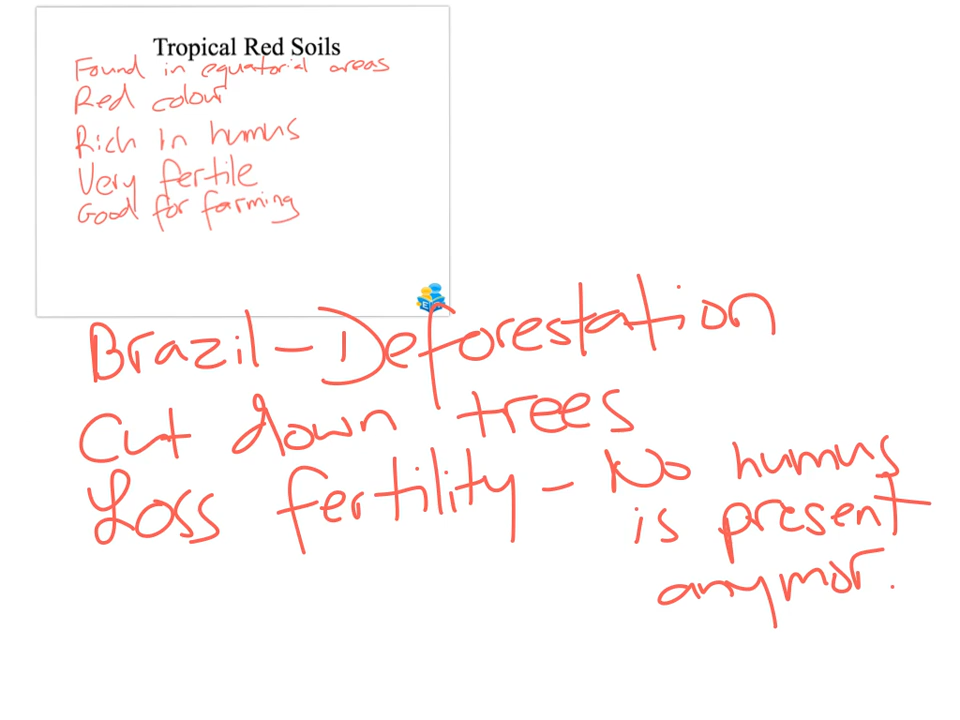 Tropical Red Soils
Found in equatorial areas
Red colour
Rich in humus
Very fertile
Good for farming
Brazil - Deforestation
Cut down trees
Loss fertility - No humus
is present
anymor.